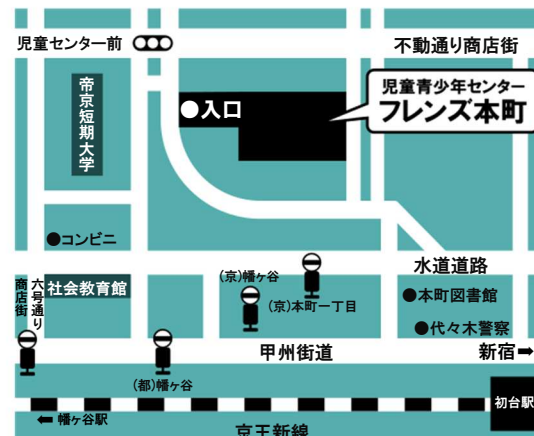 児童センター前
不動通り商店街
児童青少年センター
フレンズ本町
帝京短期大学
●入口
●コンビニ
水道道路
六号通り
商店街
社会教育館
(京)幡ヶ谷
(京)本町一丁目
●本町図書館
●代々木警察
甲州街道
新宿➡
(都)幡ヶ谷
初台駅
⬅ 幡ヶ谷駅
京王新線